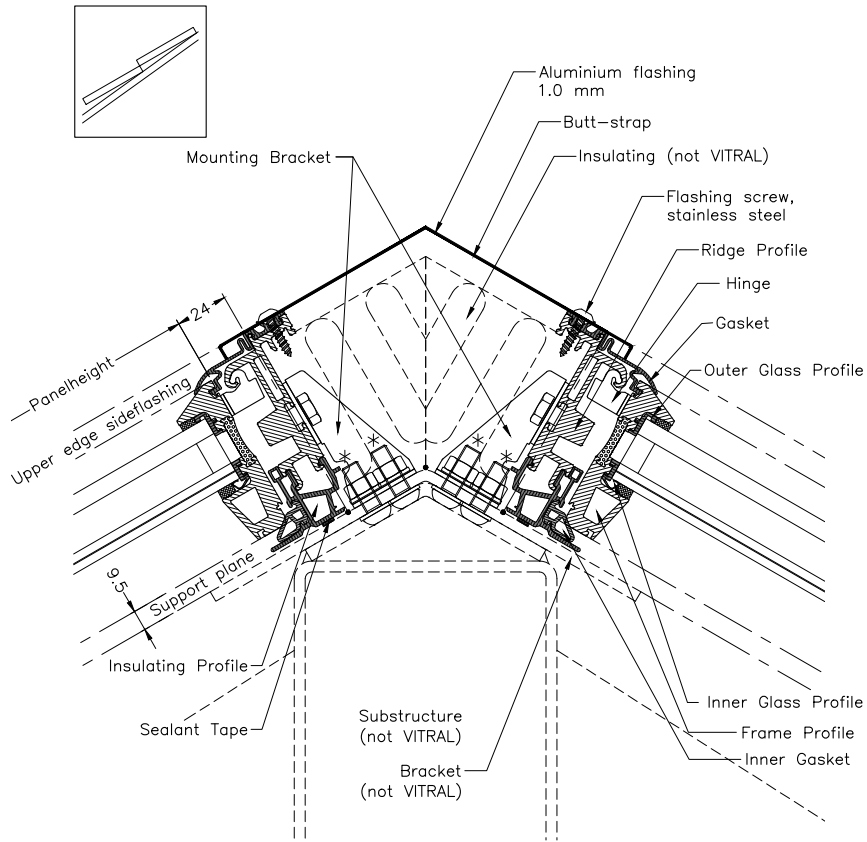 Aluminium flashing
1.0 mm
Butt-strap
Insulating (not VITRAL)
Mounting Bracket
Flashing screw,
stainless steel
Ridge Profile
Hinge
Gasket
Outer Glass Profile
24
Panelheight
Upper edge sideflashing
Support plane
9.5
Insulating Profile
Sealant Tape
Substructure
(not VITRAL)
Bracket
(not VITRAL)
Inner Glass Profile
Frame Profile
Inner Gasket